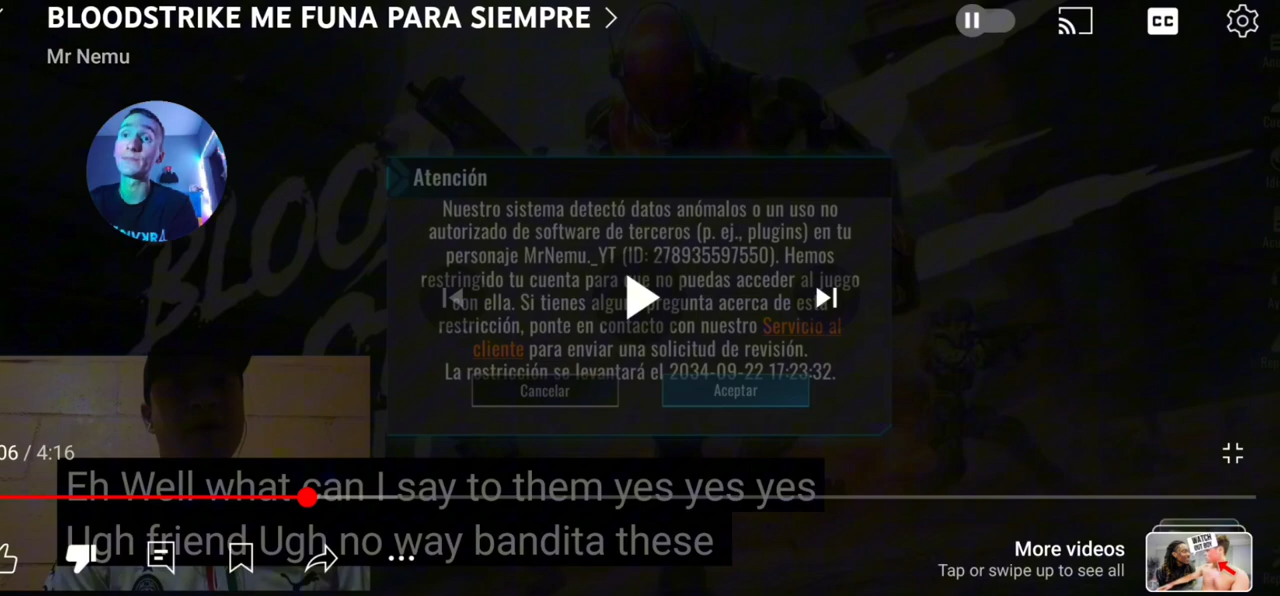 BLOODSTRIKE ME FUNA PARA SIEMPRE
CC
Mr Nemu
BLOOD
Atención
Nuestro sistema detectó datos anómalos o un uso no
autorizado de software de terceros (p. ej., plugins) en tu
personaje MrNemu._YT (ID: 278935597550). Hemos
restringido tu cuenta para que no puedas acceder al juego
con ella. Si tienes alguna pregunta acerca de esta
restricción, ponte en contacto con nuestro Servicio al
cliente para enviar una solicitud de revisión.
La restricción se levantará el 2034-09-22 17:23:32.
Cancelar
Aceptar
06 / 4:16
Eh Well what can I say to them yes yes yes
Ugh friend Ugh no way bandita these
More videos
Tap or swipe up to see all
WATCH
OUT BOY